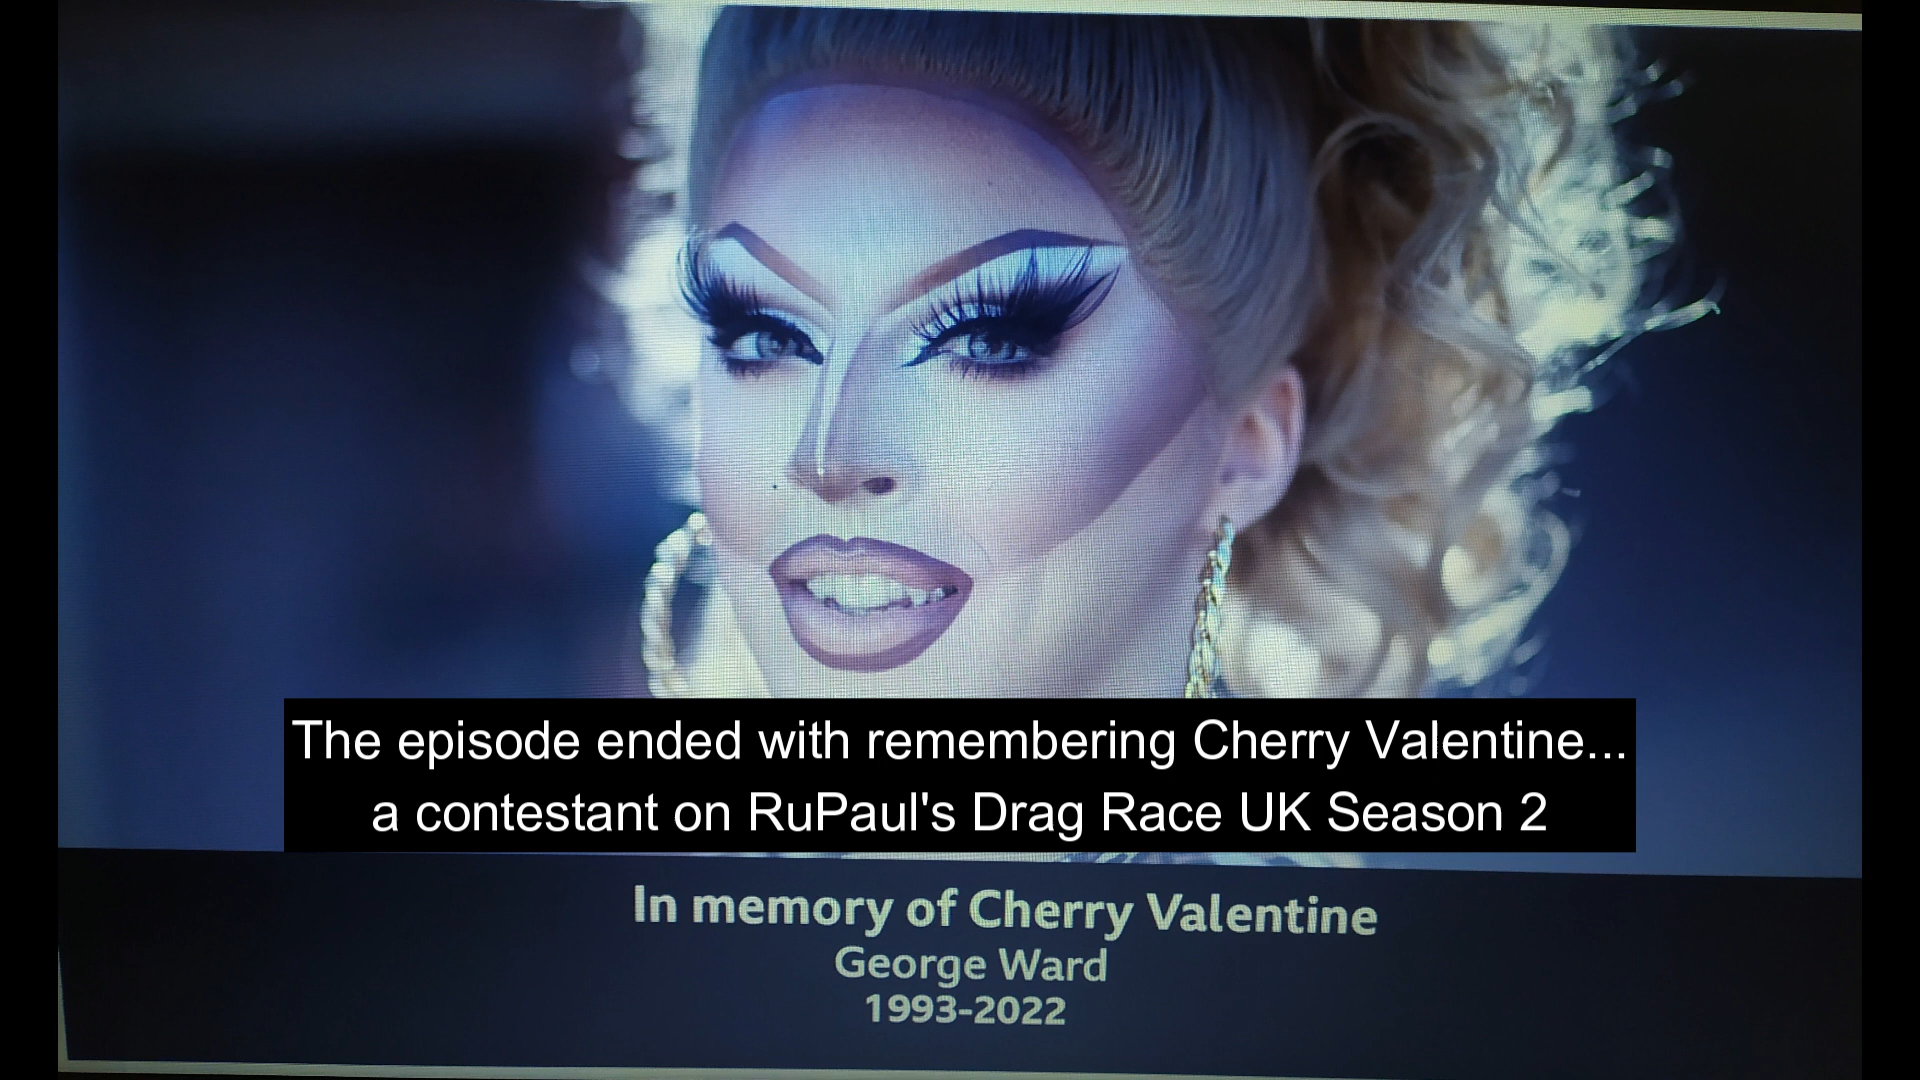 The episode ended with remembering Cherry Valentine...
a contestant on RuPaul's Drag Race UK Season 2
In memory of Cherry Valentine
George Ward
1993-2022